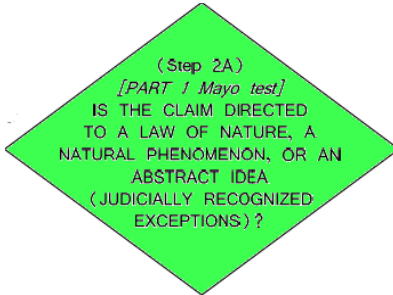 (Step 2A)
[PART 1 Mayo test]
IS THE CLAIM DIRECTED
TO A LAW OF NATURE, A
NATURAL PHENOMENON, OR AN
ABSTRACT IDEA
(JUDICIALLY RECOGNIZED
EXCEPTIONS)?